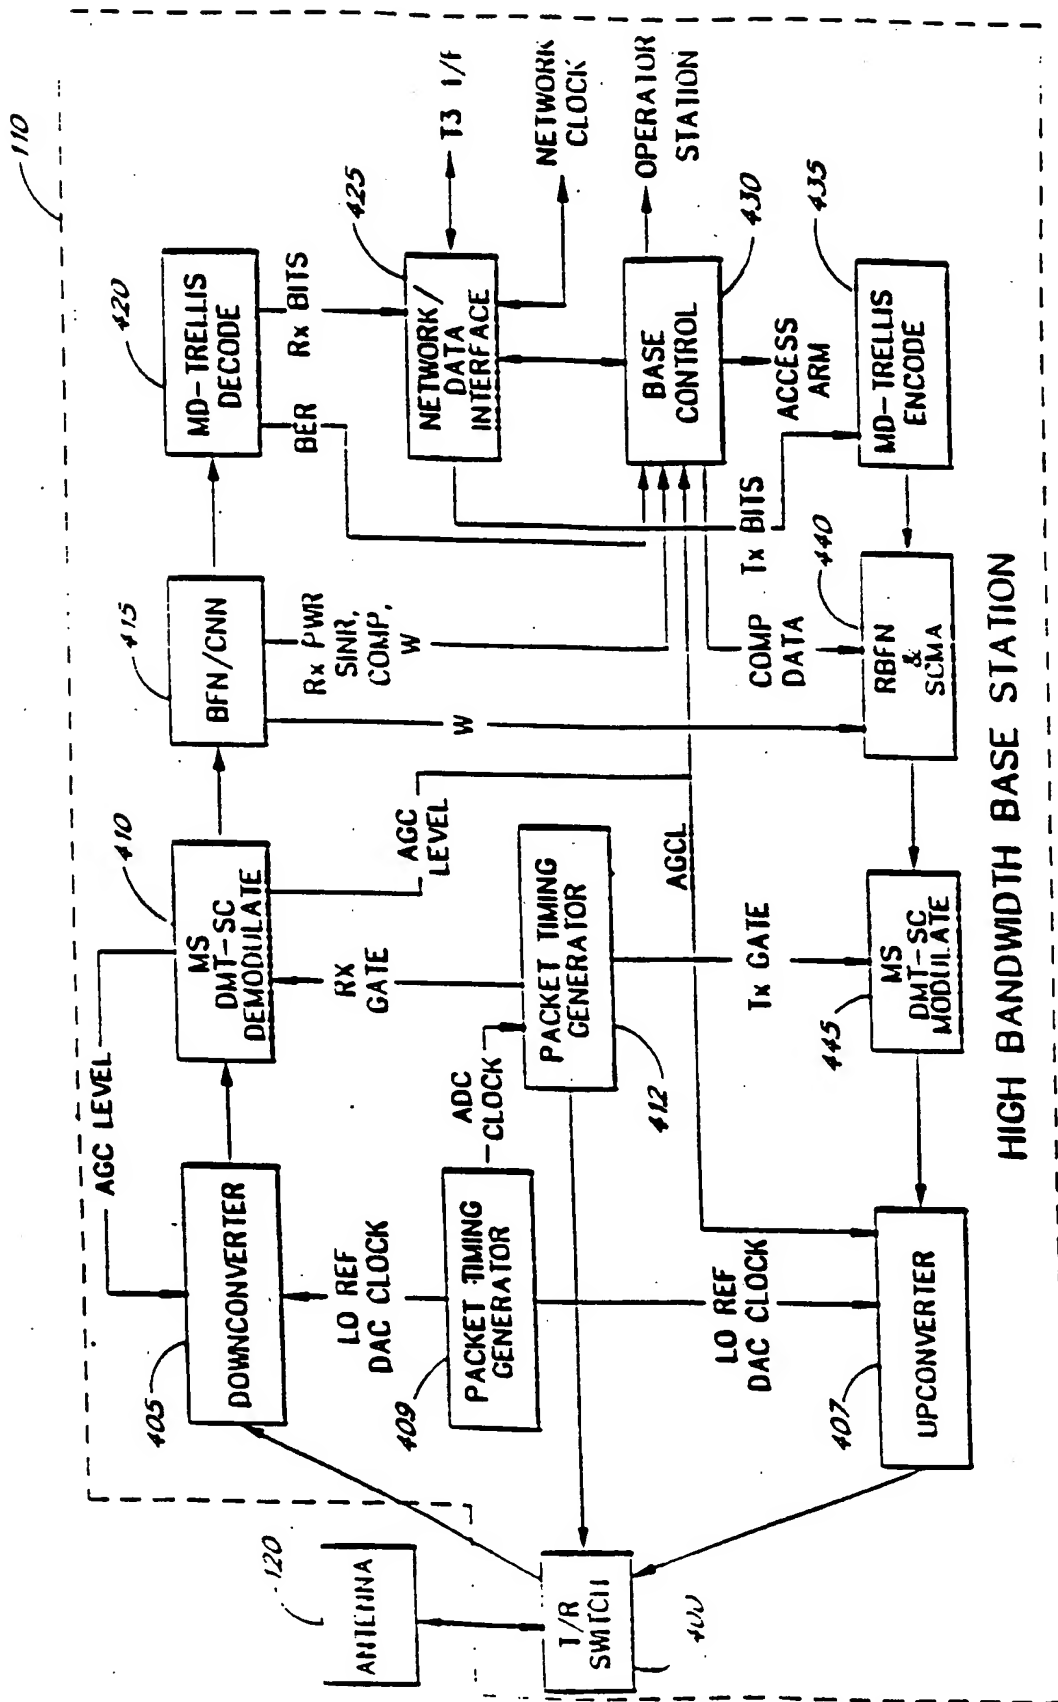 110
120
ANTENNA
T/R
SWITCH
400
AGC LEVEL
405
DOWNCONVERTER
410
MS
DMT-SC
DEMODULATE
415
BFN/CNN
420
MD-TRELLIS
DECODE
LO REF
DAC CLOCK
RX
GATE
AGC
LEVEL
W
Rx PWR
SINR,
COMP,
W
BER
Rx BITS
409
PACKET TIMING
GENERATOR
ADC
CLOCK
PACKET TIMING
GENERATOR
412
425
NETWORK/
DATA
INTERFACE
T3 I/f
NETWORK
CLOCK
AGCL
BASE
CONTROL
430
OPERATOR
STATION
LO REF
DAC CLOCK
Tx GATE
COMP
DATA
Tx BITS
ACCESS
ARM
407
UPCONVERTER
445
MS
DMT-SC
MODULATE
440
RBFN
&
SCMA
435
MD-TRELLIS
ENCODE
HIGH BANDWIDTH BASE STATION